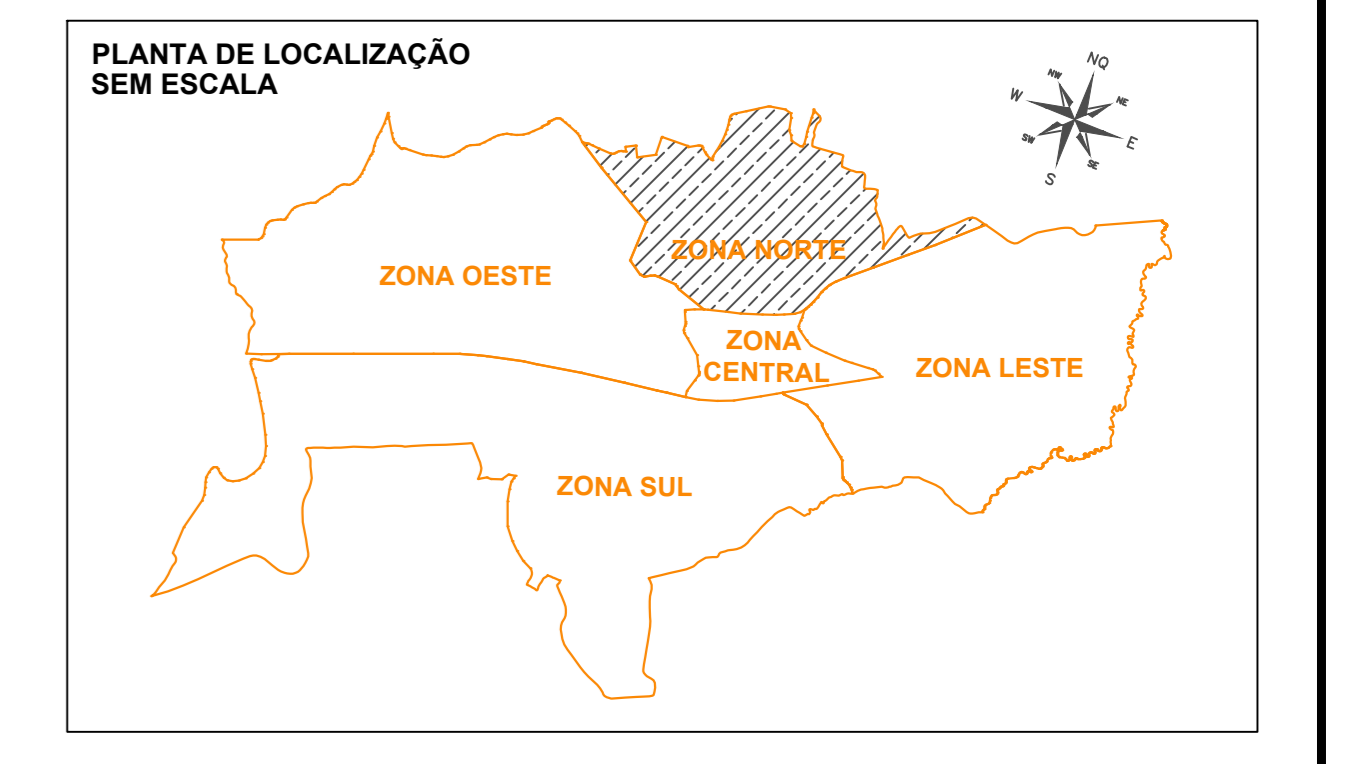 PLANTA DE LOCALIZAÇÃO
SEM ESCALA
NQ
NW
NE
W
E
SW
SE
S
ZONA NORTE
ZONA OESTE
ZONA
CENTRAL
ZONA LESTE
ZONA SUL